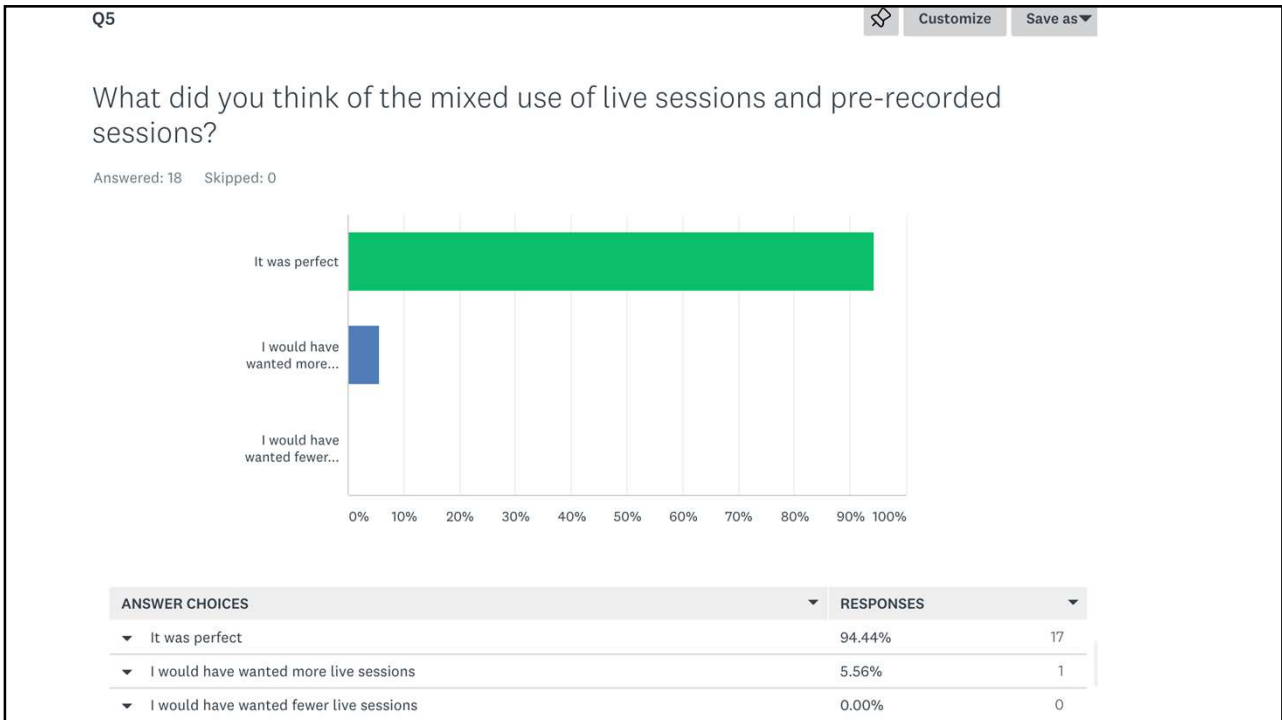 Q5
Customize
Save as
What did you think of the mixed use of live sessions and pre-recorded
sessions?
Answered: 18 Skipped: 0
It was perfect
I would have
wanted more...
I would have
wanted fewer...
0% 10% 20% 30% 40% 50% 60% 70% 80% 90% 100%
ANSWER CHOICES RESPONSES
It was perfect 94.44% 17
I would have wanted more live sessions 5.56% 1
I would have wanted fewer live sessions 0.00% 0